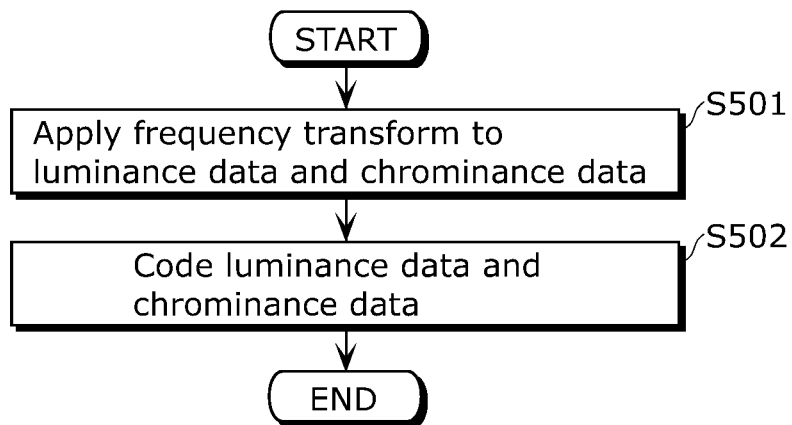 START
S501
Apply frequency transform to
luminance data and chrominance data
S502
Code luminance data and
chrominance data
END